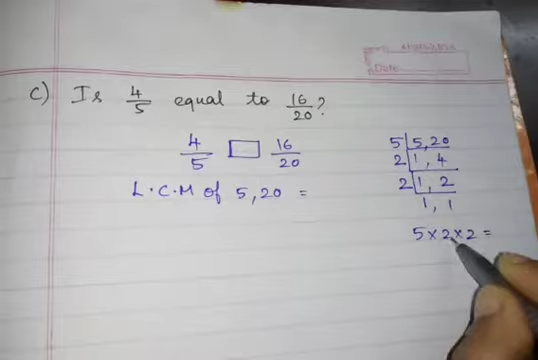 Date
c) Is 4/5 equal to 16/20?
4/5 □ 16/20
L.C.M of 5,20 =
5 | 5, 20
2 | 1, 4
2 | 1, 2
1, 1
5×2×2 =